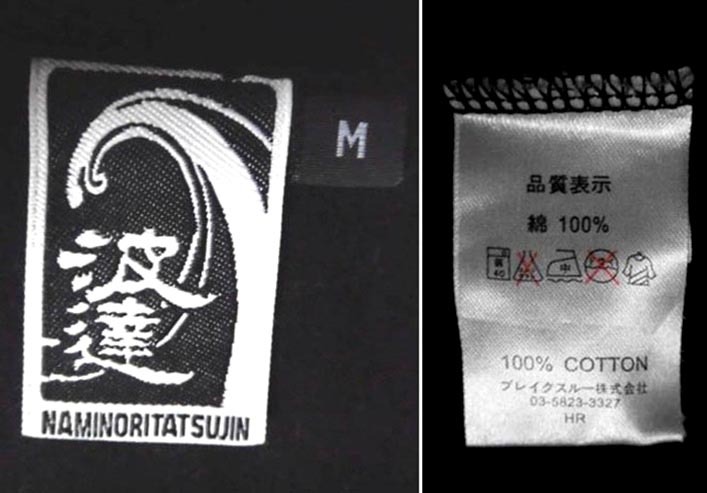 波達
NAMINORITATSUJIN
M
品質表示
綿 100%
中
100% COTTON
ブレイクスルー株式会社
03-5823-3327
HR